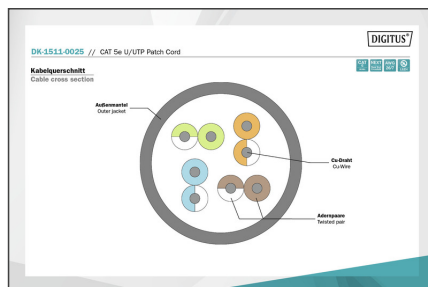 DIGITUS®
DK-1511-0025 // CAT 5e U/UTP Patch Cord
Kabelquerschnitt
Cable cross section
Außenmantel
Outer jacket
Cu-Draht
Cu-Wire
Aderpaare
Twisted pair